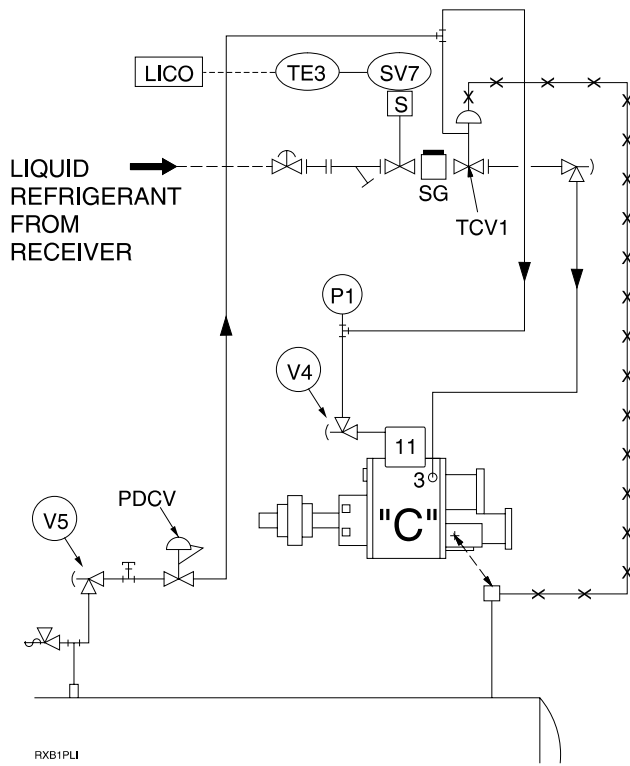 LICO
TE3
SV7
S
LIQUID
REFRIGERANT
FROM
RECEIVER
SG
TCV1
P1
V4
11
3
"C"
PDCV
V5
RXB1PLI